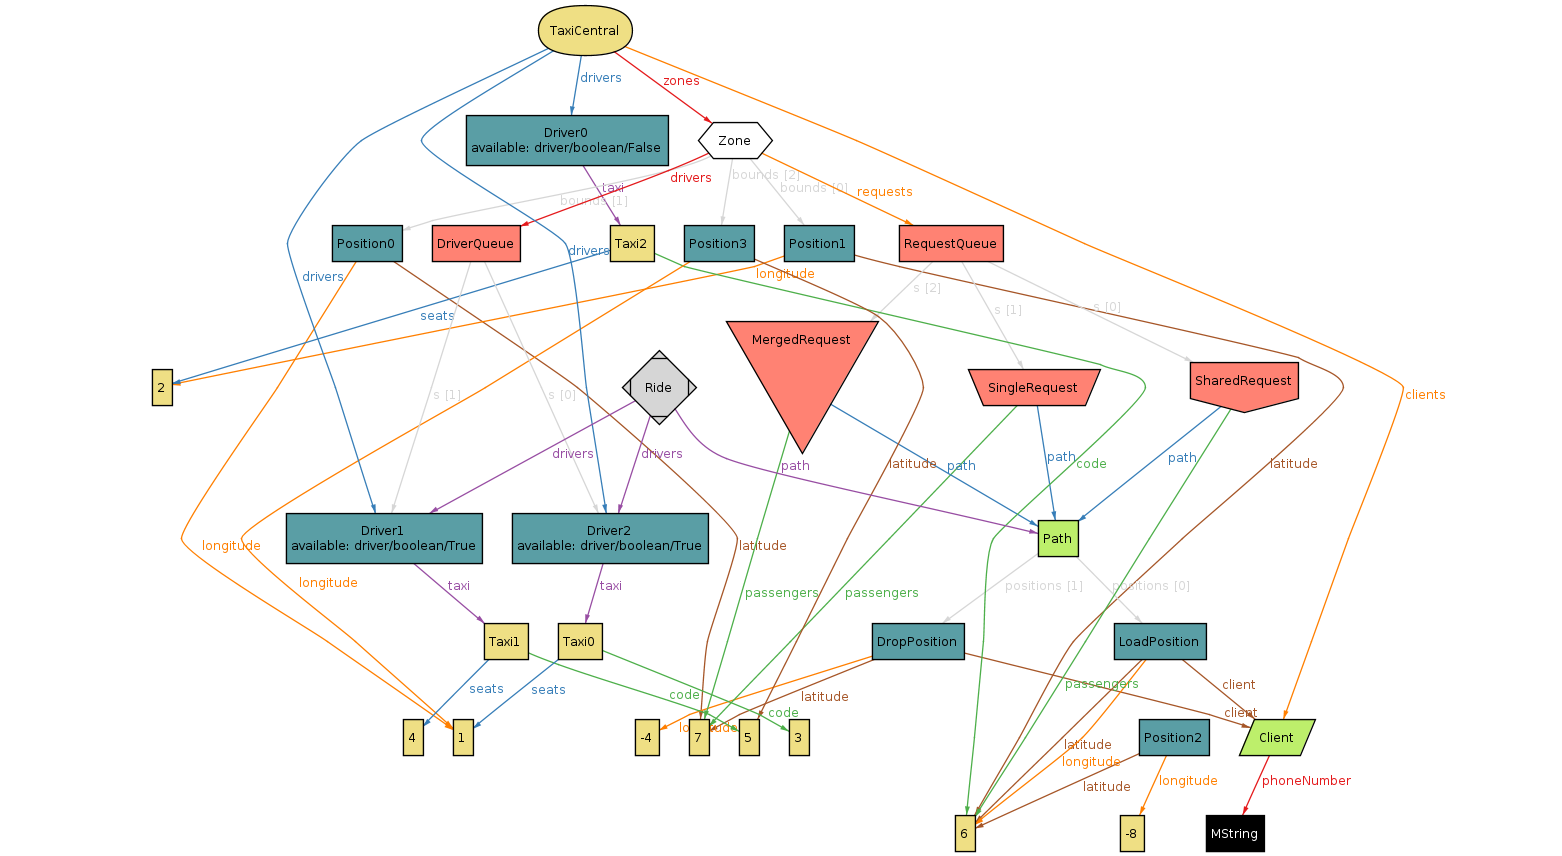 TaxiCentral
drivers
zones
Driver0
available: driver/boolean/False
Zone
taxi
drivers
bounds [2]
bounds [0]
requests
bounds [1]
Position0
DriverQueue
Taxi2
Position3
Position1
RequestQueue
drivers
drivers
longitude
s [2]
s [1]
s [0]
seats
MergedRequest
2
Ride
SingleRequest
SharedRequest
s [1]
s [0]
clients
drivers
drivers
path
latitude
path
path
code
path
latitude
Driver1
available: driver/boolean/True
Driver2
available: driver/boolean/True
Path
longitude
latitude
longitude
taxi
taxi
passengers
passengers
positions [1]
positions [0]
Taxi1
Taxi0
DropPosition
LoadPosition
seats
seats
code
code
latitude
passengers
client
client
longitude
4
1
-4
7
5
3
latitude
longitude
Position2
Client
latitude
longitude
phoneNumber
6
-8
MString